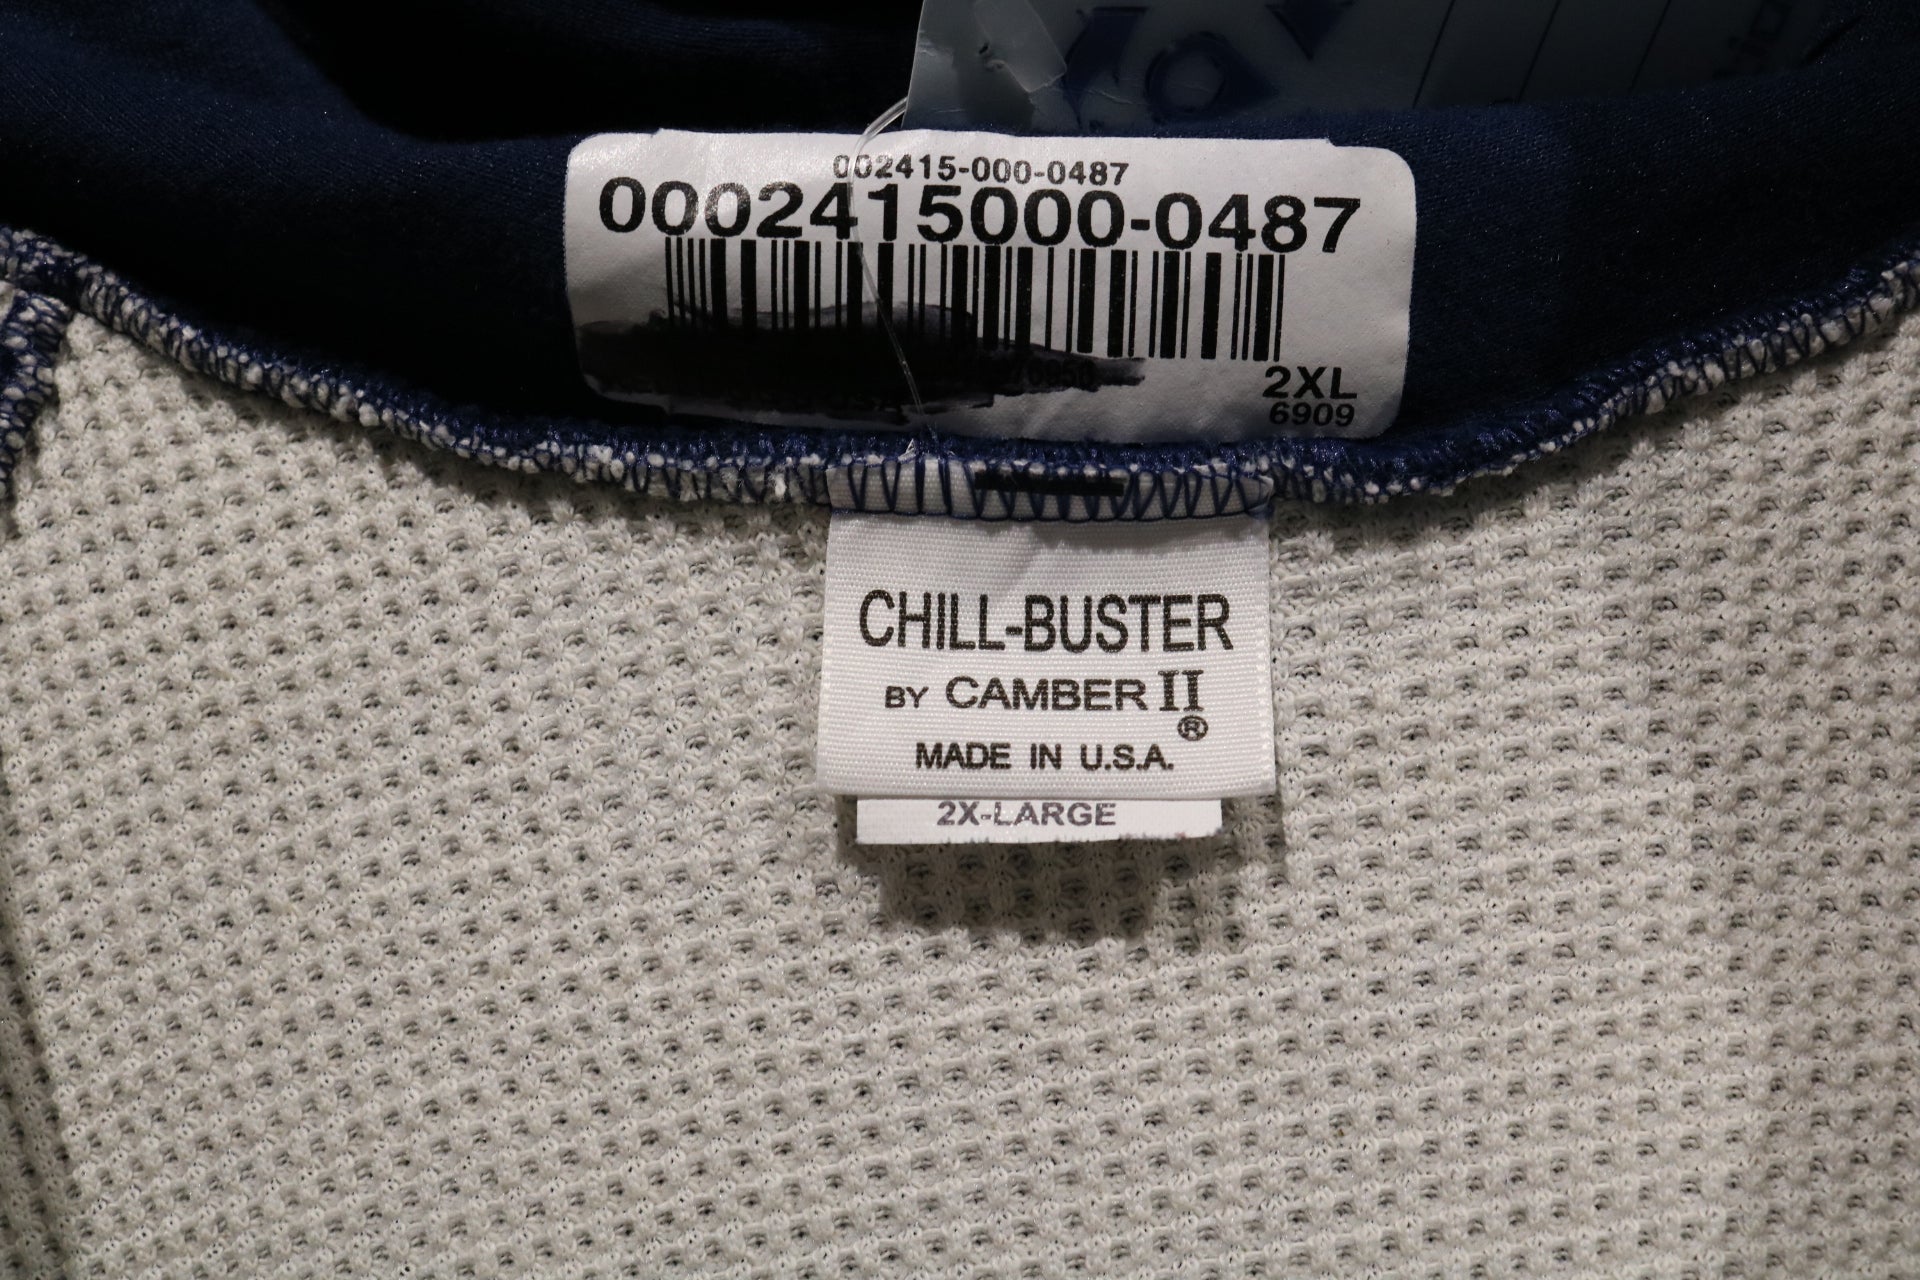 002415-000-0487
0002415000-0487
2XL
6909
CHILL-BUSTER
BY CAMBER II
®
MADE IN U.S.A.
2X-LARGE